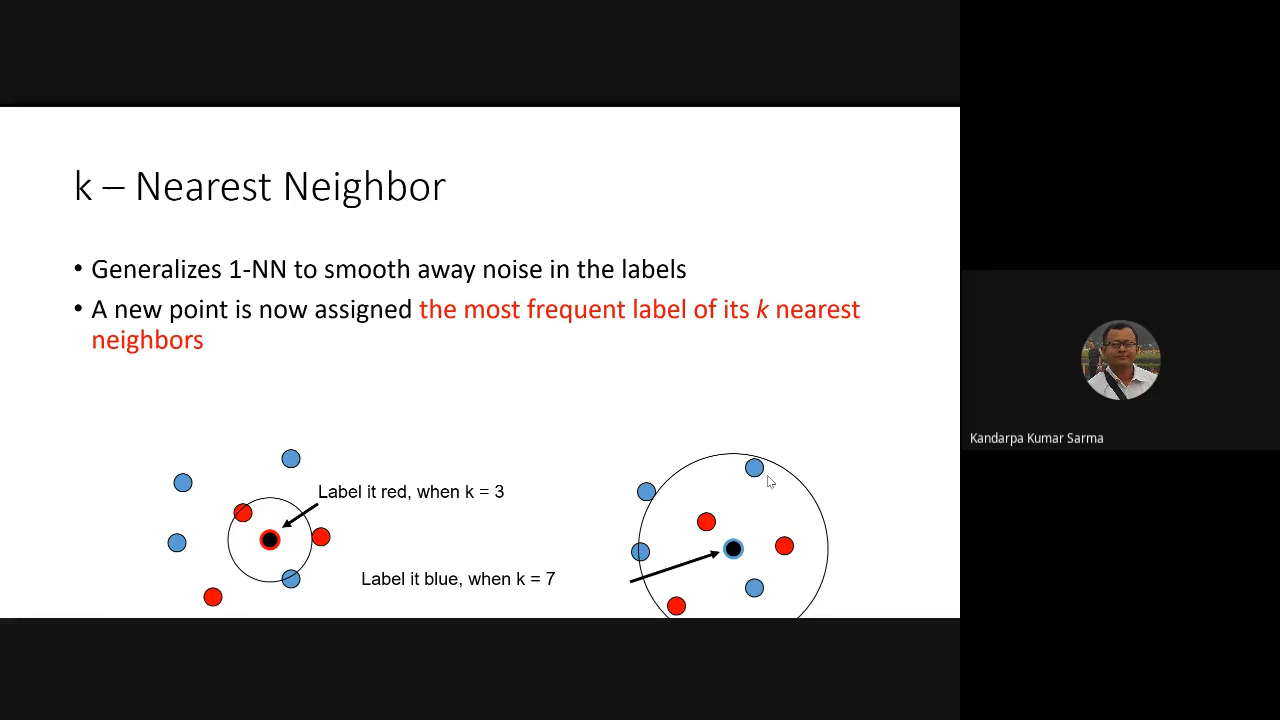 k – Nearest Neighbor
• Generalizes 1-NN to smooth away noise in the labels
• A new point is now assigned the most frequent label of its k nearest
neighbors
Label it red, when k = 3
Label it blue, when k = 7
Kandarpa Kumar Sarma